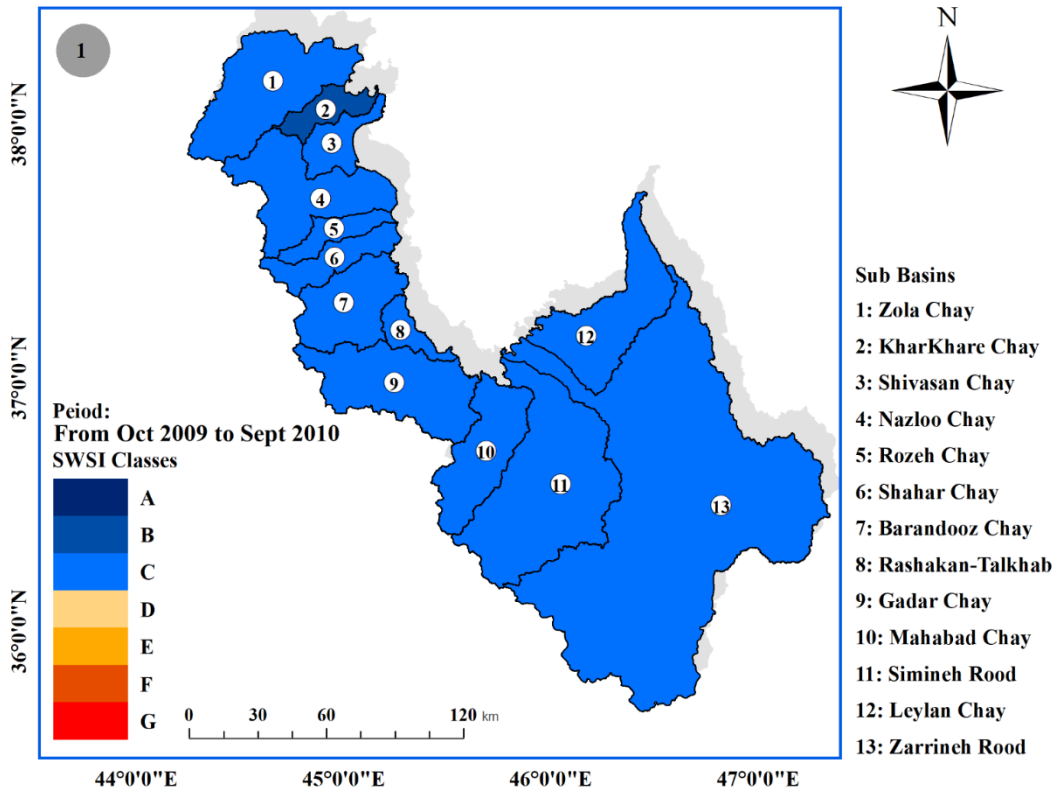 1
N
38°0'0"N
37°0'0"N
36°0'0"N
1
2
3
4
5
6
7
8
9
10
11
12
13
Peiod:
From Oct 2009 to Sept 2010
SWSI Classes
A
B
C
D
E
F
G
0 30 60 120 km
44°0'0"E 45°0'0"E 46°0'0"E 47°0'0"E
Sub Basins
1: Zola Chay
2: KharKhare Chay
3: Shivasan Chay
4: Nazloo Chay
5: Rozeh Chay
6: Shahar Chay
7: Barandooz Chay
8: Rashakan-Talkhab
9: Gadar Chay
10: Mahabad Chay
11: Simineh Rood
12: Leylan Chay
13: Zarrineh Rood